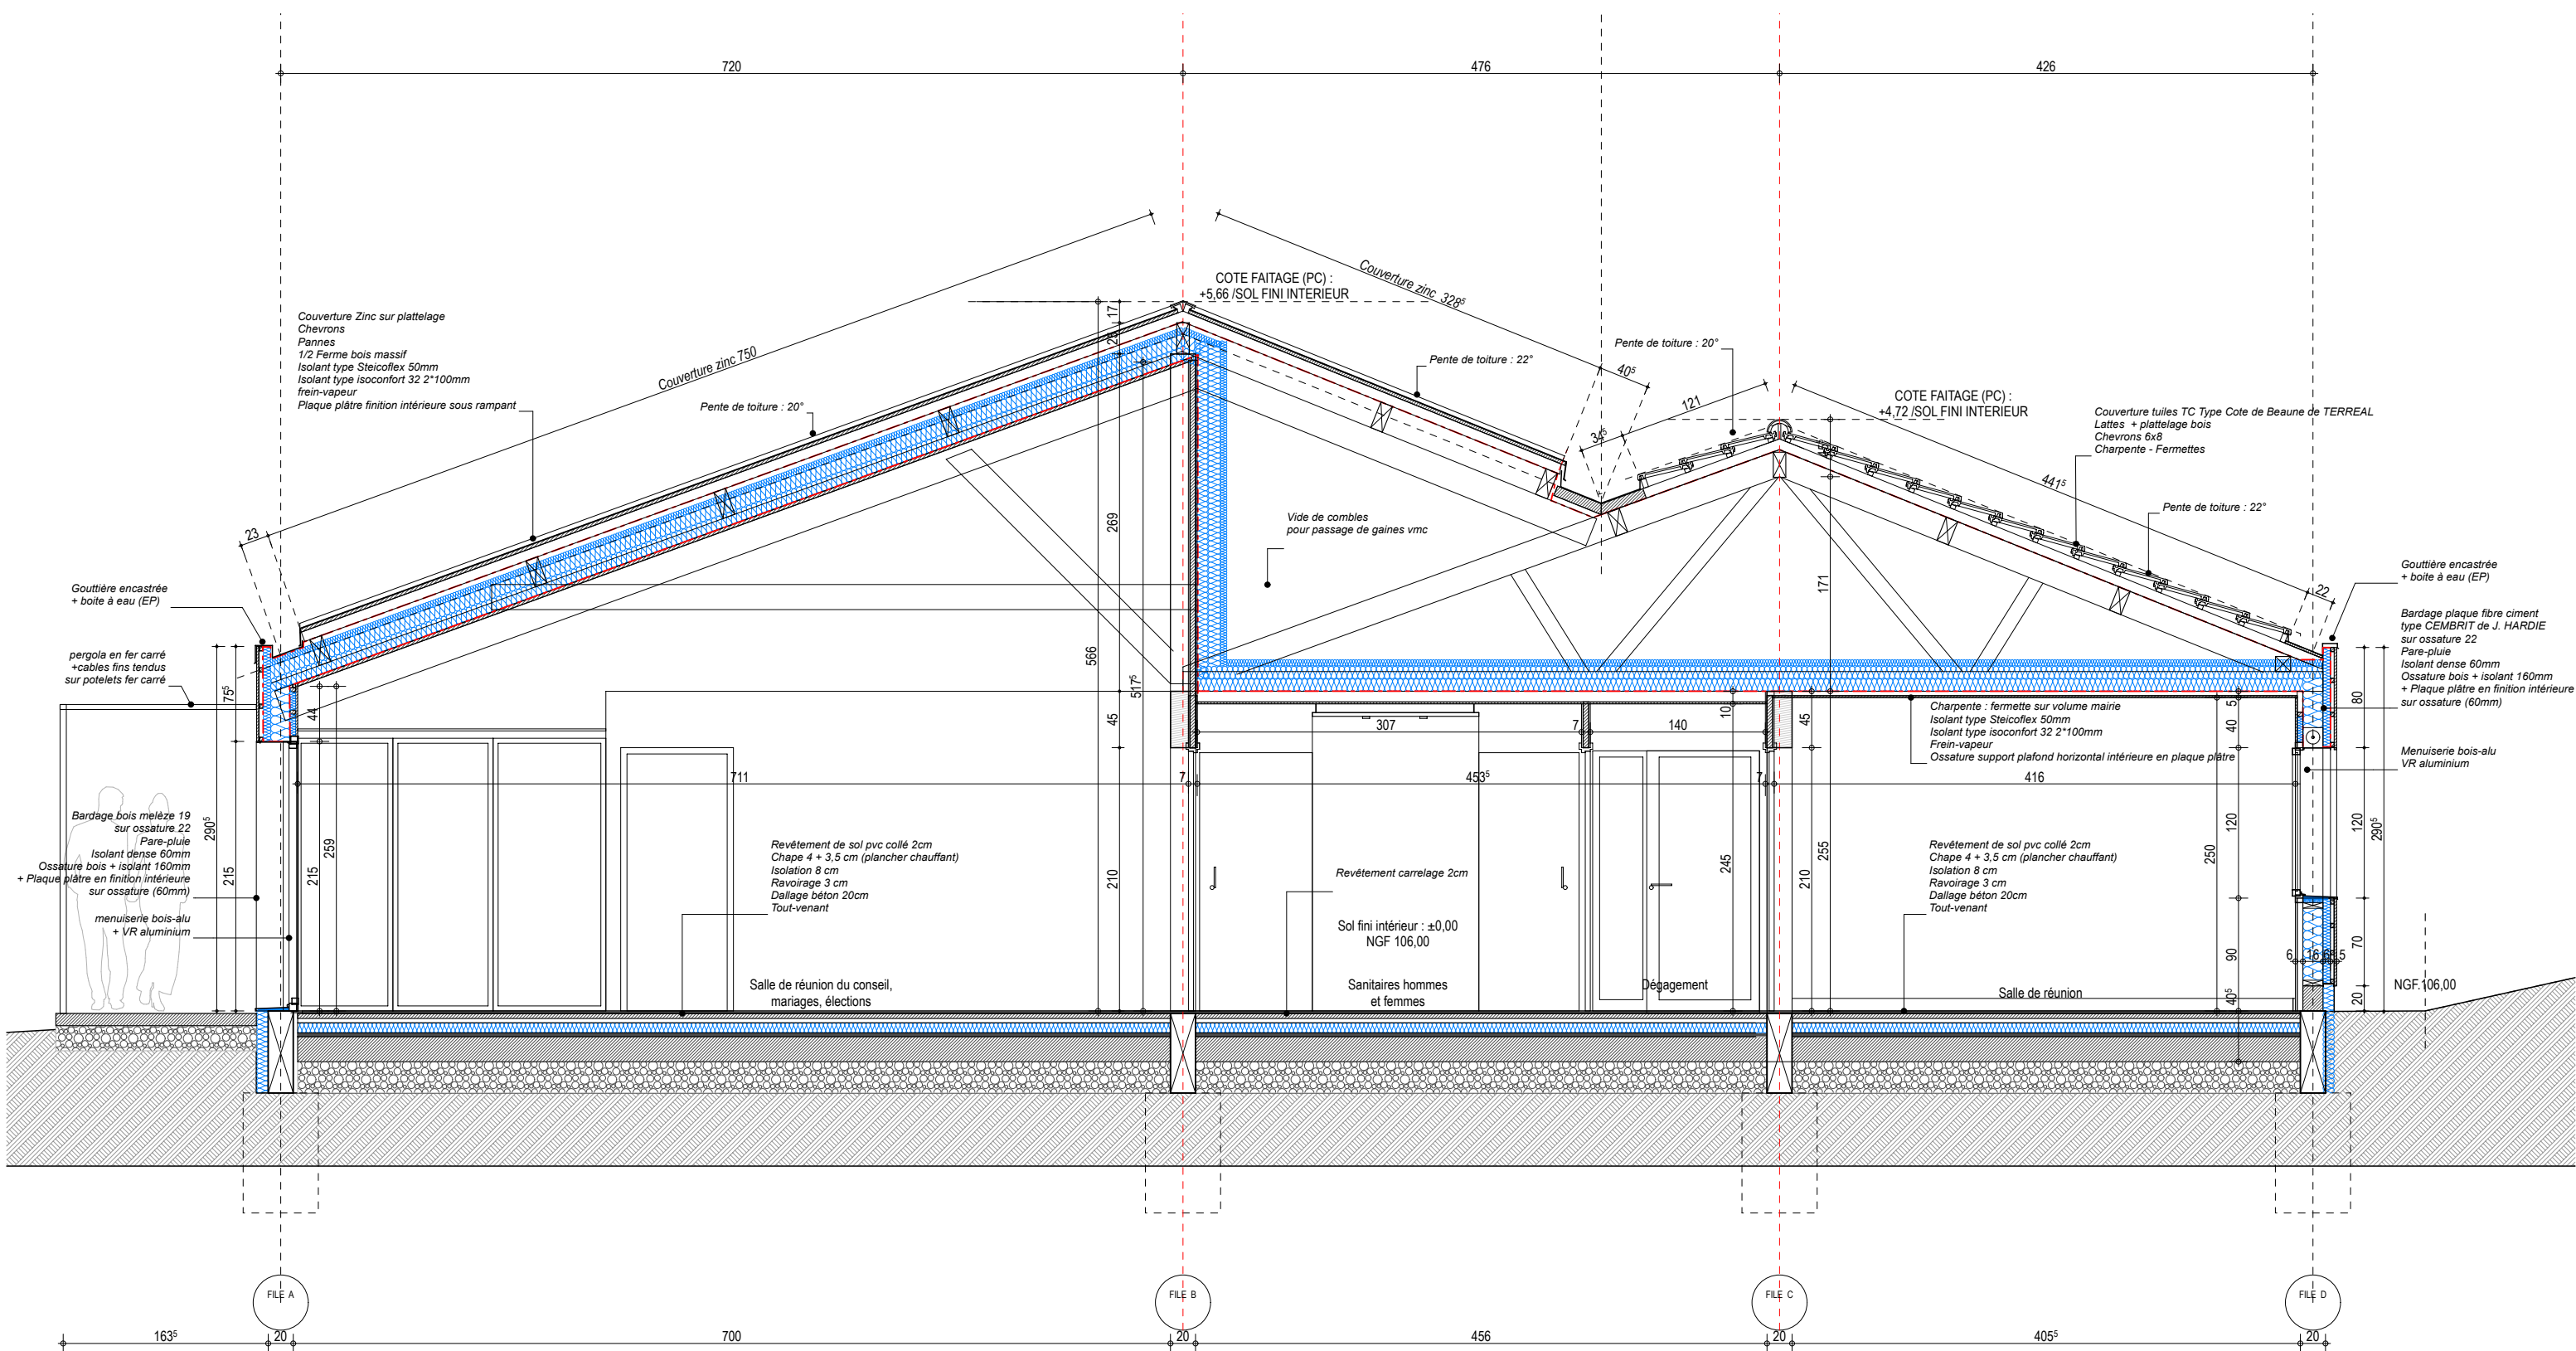 720
476
426
COTE FAITAGE (PC) :
+5,66 /SOL FINI INTERIEUR
Couverture zinc 328⁵
Couverture zinc 750
Couverture Zinc sur plattelage
Chevrons
Pannes
1/2 Ferme bois massif
Isolant type Steicoflex 50mm
Isolant type isoconfort 32 2*100mm
frein-vapeur
Plaque plâtre finition intérieure sous rampant
Pente de toiture : 20°
17
Pente de toiture : 22°
Pente de toiture : 20°
40⁵
121
34⁵
COTE FAITAGE (PC) :
+4,72 /SOL FINI INTERIEUR
Couverture tuiles TC Type Cote de Beaune de TERREAL
Lattes + plattelage bois
Chevrons 6x8
Charpente - Fermettes
441⁵
Pente de toiture : 22°
22
23
269
171
Vide de combles
pour passage de gaines vmc
Gouttière encastrée
+ boite à eau (EP)
pergola en fer carré
+cables fins tendus
sur potelets fer carré
Gouttière encastrée
+ boite à eau (EP)
Bardage plaque fibre ciment
type CEMBRIT de J. HARDIE
sur ossature 22
Pare-pluie
Isolant dense 60mm
Ossature bois + isolant 160mm
+ Plaque plâtre en finition intérieure
sur ossature (60mm)
Menuiserie bois-alu
VR aluminium
75⁵
44
566
517⁵
45
10
45
5
40
80
307
7
140
Charpente : fermette sur volume mairie
Isolant type Steicoflex 50mm
Isolant type isoconfort 32 2*100mm
Frein-vapeur
Ossature support plafond horizontal intérieure en plaque plâtre
711
7
453⁵
7
416
Bardage bois melèze 19
sur ossature 22
Pare-pluie
Isolant dense 60mm
Ossature bois + isolant 160mm
+ Plaque plâtre en finition intérieure
sur ossature (60mm)
menuiserie bois-alu
+ VR aluminium
290⁵
215
215
259
210
245
210
255
250
120
90
40⁵
120
70
20
290⁵
Revêtement de sol pvc collé 2cm
Chape 4 + 3,5 cm (plancher chauffant)
Isolation 8 cm
Ravoirage 3 cm
Dallage béton 20cm
Tout-venant
Revêtement carrelage 2cm
Revêtement de sol pvc collé 2cm
Chape 4 + 3,5 cm (plancher chauffant)
Isolation 8 cm
Ravoirage 3 cm
Dallage béton 20cm
Tout-venant
Sol fini intérieur : ±0,00
NGF 106,00
Salle de réunion du conseil,
mariages, élections
Sanitaires hommes
et femmes
Dégagement
Salle de réunion
NGF.106,00
FILE A
FILE B
FILE C
FILE D
163⁵
20
700
20
456
20
405⁵
20